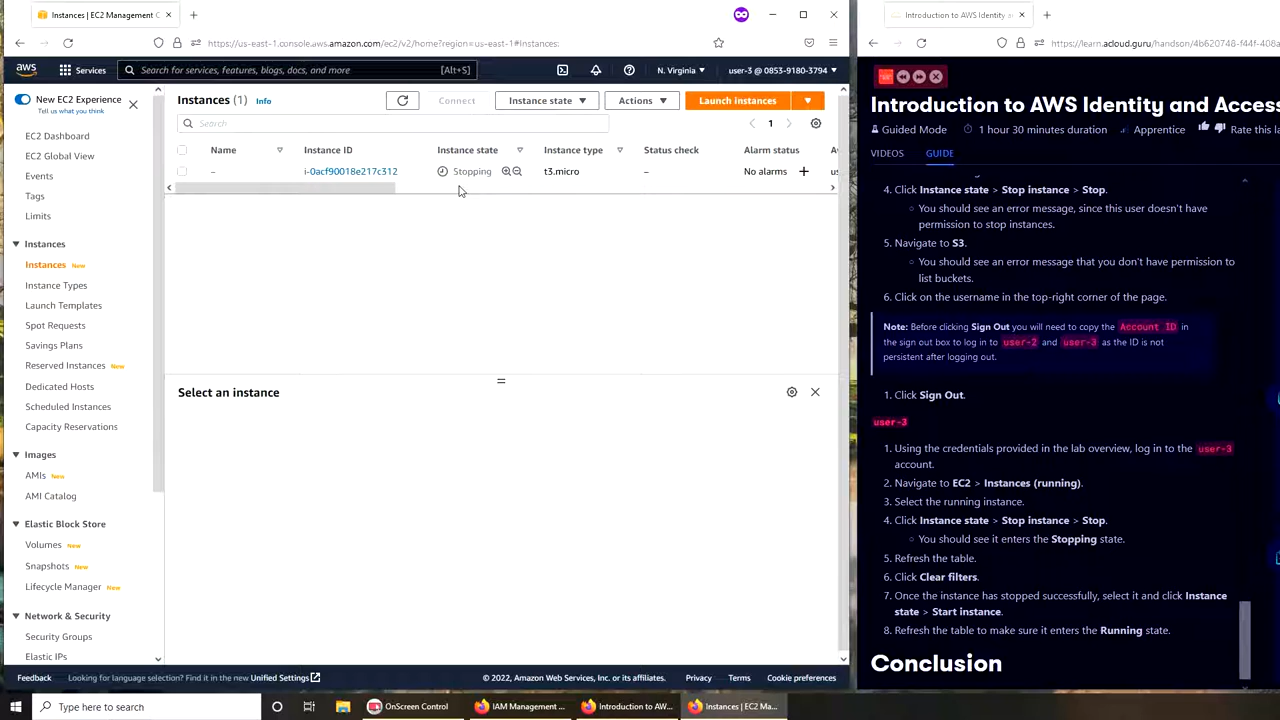 Instances | EC2 Management C
Introduction to AWS Identity an
https://us-east-1.console.aws.amazon.com/ec2/v2/home?region=us-east-1#Instances:
https://learn.acloud.guru/handson/4b620748-f44f-408a
aws
Services
Search for services, features, blogs, docs, and more
[Alt+S]
N. Virginia
user-3 @ 0853-9180-3794
New EC2 Experience
Tell us what you think
EC2 Dashboard
EC2 Global View
Events
Tags
Limits
Instances
Instances New
Instance Types
Launch Templates
Spot Requests
Savings Plans
Reserved Instances New
Dedicated Hosts
Scheduled Instances
Capacity Reservations
Images
AMIs New
AMI Catalog
Elastic Block Store
Volumes New
Snapshots New
Lifecycle Manager New
Network & Security
Security Groups
Elastic IPs
Instances (1) Info
Connect
Instance state
Actions
Launch instances
Search
1
Name
Instance ID
Instance state
Instance type
Status check
Alarm status
–
i-0acf90018e217c312
Stopping
t3.micro
–
No alarms
Select an instance
Feedback
Looking for language selection? Find it in the new Unified Settings
© 2022, Amazon Web Services, Inc. or its affiliates.
Privacy
Terms
Cookie preferences
Introduction to AWS Identity and Access
Guided Mode
1 hour 30 minutes duration
Apprentice
Rate this la
VIDEOS
GUIDE
4. Click Instance state > Stop instance > Stop.
You should see an error message, since this user doesn't have
permission to stop instances.
5. Navigate to S3.
You should see an error message that you don't have permission to
list buckets.
6. Click on the username in the top-right corner of the page.
Note: Before clicking Sign Out you will need to copy the Account ID in
the sign out box to log in to user-2 and user-3 as the ID is not
persistent after logging out.
1. Click Sign Out.
user-3
1. Using the credentials provided in the lab overview, log in to the user-3
account.
2. Navigate to EC2 > Instances (running).
3. Select the running instance.
4. Click Instance state > Stop instance > Stop.
You should see it enters the Stopping state.
5. Refresh the table.
6. Click Clear filters.
7. Once the instance has stopped successfully, select it and click Instance
state > Start instance.
8. Refresh the table to make sure it enters the Running state.
Conclusion
Type here to search
OnScreen Control
IAM Management ...
Introduction to AW...
Instances | EC2 Ma...